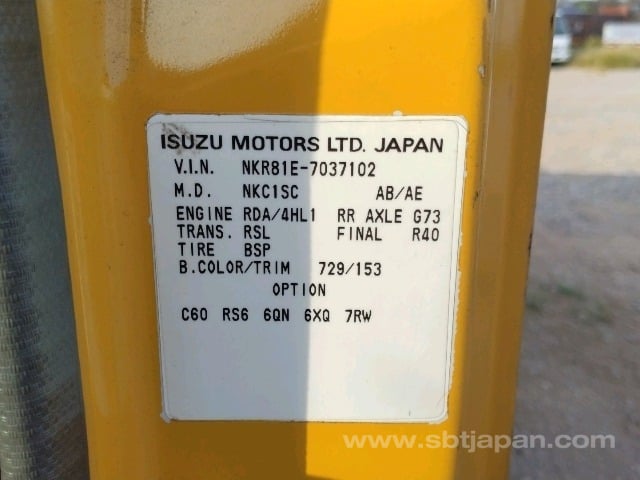 ISUZU MOTORS LTD. JAPAN
V.I.N. NKR81E-7037102
M.D. NKC1SC AB/AE
ENGINE RDA/4HL1 RR AXLE G73
TRANS. RSL FINAL R40
TIRE BSP
B.COLOR/TRIM 729/153
OPTION
C60 RS6 6QN 6XQ 7RW
www.sbtjapan.com